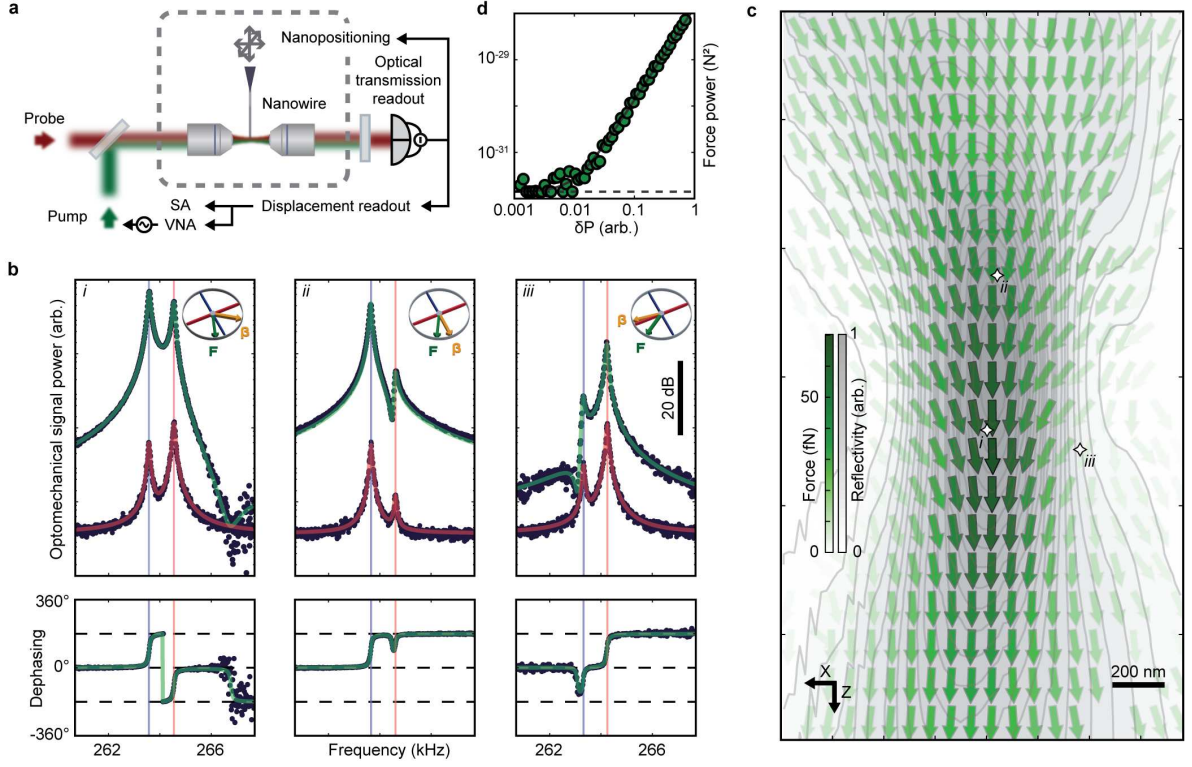 a
Nanopositioning
Optical
transmission
readout
Nanowire
Probe
Pump
SA
VNA
Displacement readout
d
10⁻²⁹
10⁻³¹
Force power (N²)
0.001
0.01
0.1
1
δP (arb.)
b
Optomechanical signal power (arb.)
i
F
β
ii
F
β
iii
β
F
20 dB
360°
0°
-360°
Dephasing
262
266
Frequency (kHz)
262
266
c
ii
i
iii
Force (fN)
50
0
Reflectivity (arb.)
1
0
X
Z
200 nm